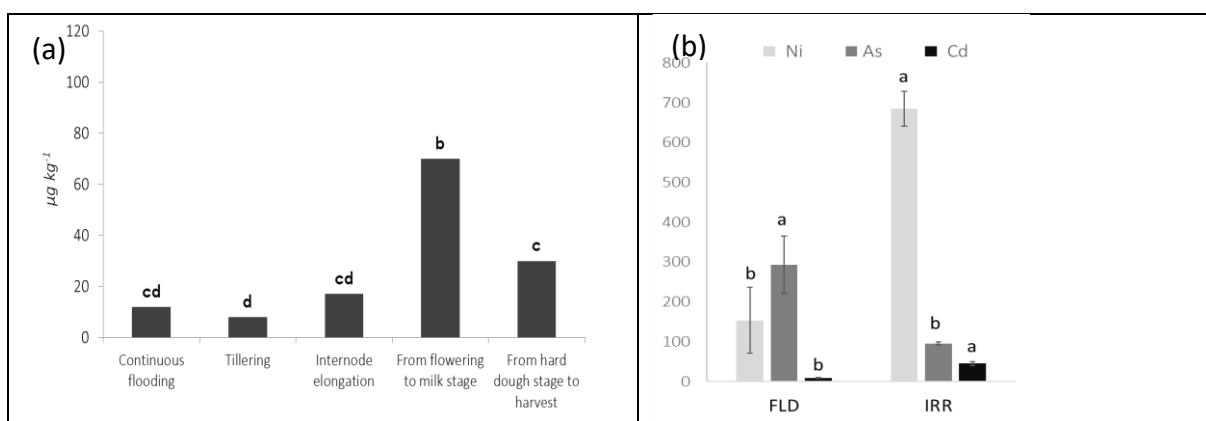 (a)
120
100
80
60
40
20
0
µg kg-1
cd
d
cd
b
c
Continuous flooding
Tillering
Internode elongation
From flowering to milk stage
From hard dough stage to harvest
(b)
Ni As Cd
800
700
600
500
400
300
200
100
0
b
a
b
a
b
a
FLD
IRR